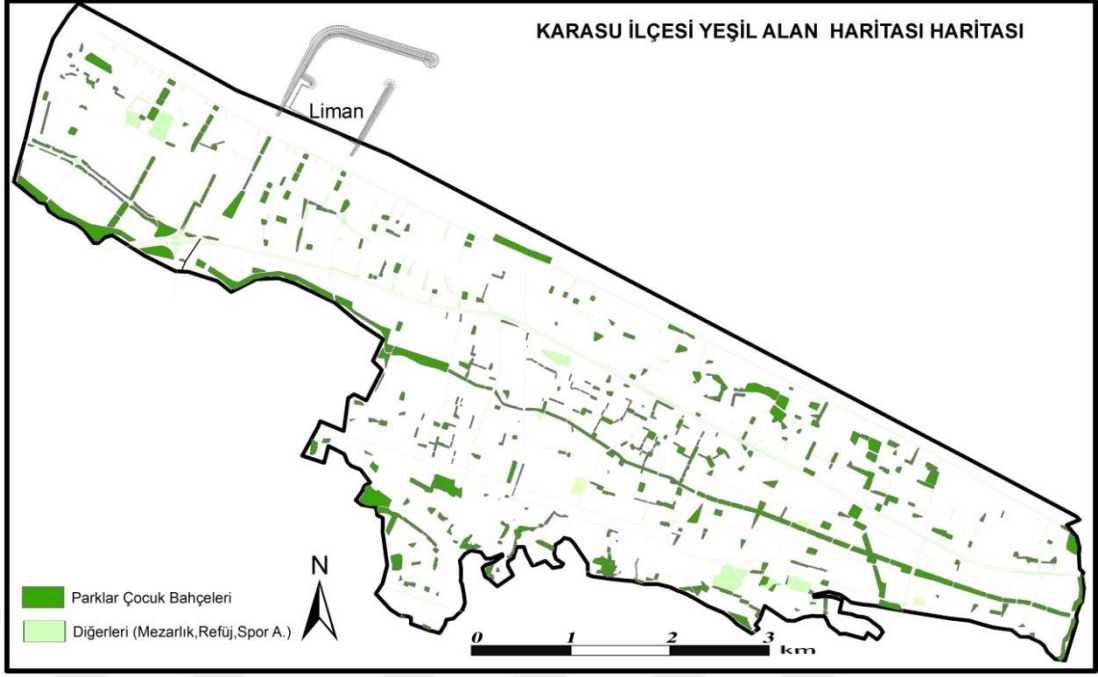 KARASU İLÇESİ YEŞİL ALAN HARİTASI HARİTASI
Liman
N
Parklar Çocuk Bahçeleri
Diğerleri (Mezarlık,Refüj,Spor A.)
0 1 2 3 km